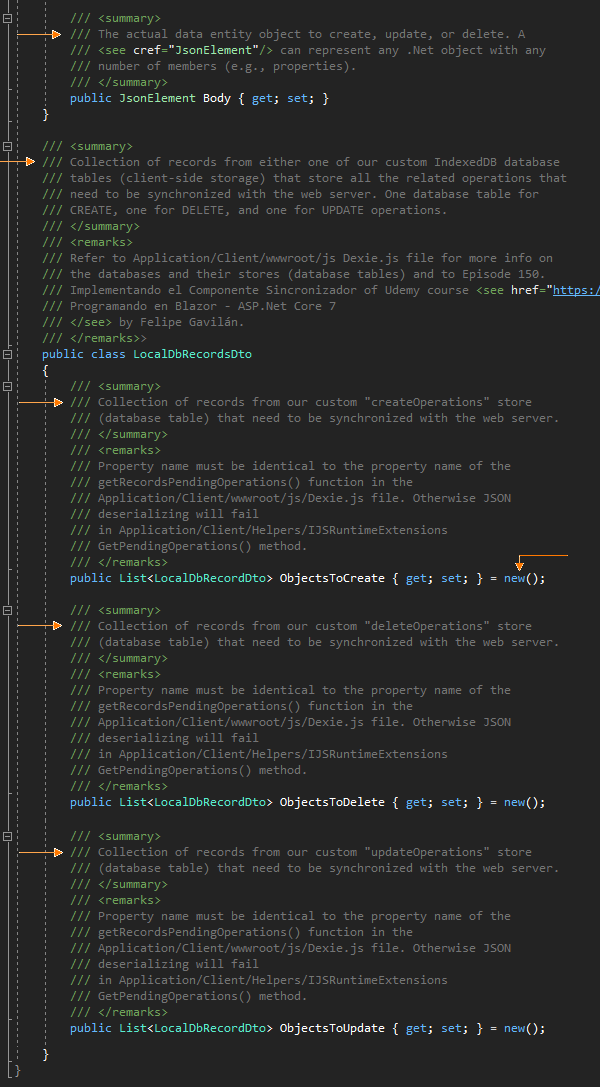 /// <summary>
/// The actual data entity object to create, update, or delete. A
/// <see cref="JsonElement"/> can represent any .Net object with any
/// number of members (e.g., properties).
/// </summary>
public JsonElement Body { get; set; }
}
/// <summary>
/// Collection of records from either one of our custom IndexedDB database
/// tables (client-side storage) that store all the related operations that
/// need to be synchronized with the web server. One database table for
/// CREATE, one for DELETE, and one for UPDATE operations.
/// </summary>
/// <remarks>
/// Refer to Application/Client/wwwroot/js Dexie.js file for more info on
/// the databases and their stores (database tables) and to Episode 150.
/// Implementando el Componente Sincronizador of Udemy course <see href="https:/
/// Programando en Blazor - ASP.Net Core 7
/// </see> by Felipe Gavilán.
/// </remarks>>
public class LocalDbRecordsDto
{
/// <summary>
/// Collection of records from our custom "createOperations" store
/// (database table) that need to be synchronized with the web server.
/// </summary>
/// <remarks>
/// Property name must be identical to the property name of the
/// getRecordsPendingOperations() function in the
/// Application/Client/wwwroot/js/Dexie.js file. Otherwise JSON
/// deserializing will fail
/// in Application/Client/Helpers/IJSRuntimeExtensions
/// GetPendingOperations() method.
/// </remarks>
public List<LocalDbRecordDto> ObjectsToCreate { get; set; } = new();
/// <summary>
/// Collection of records from our custom "deleteOperations" store
/// (database table) that need to be synchronized with the web server.
/// </summary>
/// <remarks>
/// Property name must be identical to the property name of the
/// getRecordsPendingOperations() function in the
/// Application/Client/wwwroot/js/Dexie.js file. Otherwise JSON
/// deserializing will fail
/// in Application/Client/Helpers/IJSRuntimeExtensions
/// GetPendingOperations() method.
/// </remarks>
public List<LocalDbRecordDto> ObjectsToDelete { get; set; } = new();
/// <summary>
/// Collection of records from our custom "updateOperations" store
/// (database table) that need to be synchronized with the web server.
/// </summary>
/// <remarks>
/// Property name must be identical to the property name of the
/// getRecordsPendingOperations() function in the
/// Application/Client/wwwroot/js/Dexie.js file. Otherwise JSON
/// deserializing will fail
/// in Application/Client/Helpers/IJSRuntimeExtensions
/// GetPendingOperations() method.
/// </remarks>
public List<LocalDbRecordDto> ObjectsToUpdate { get; set; } = new();
}
}